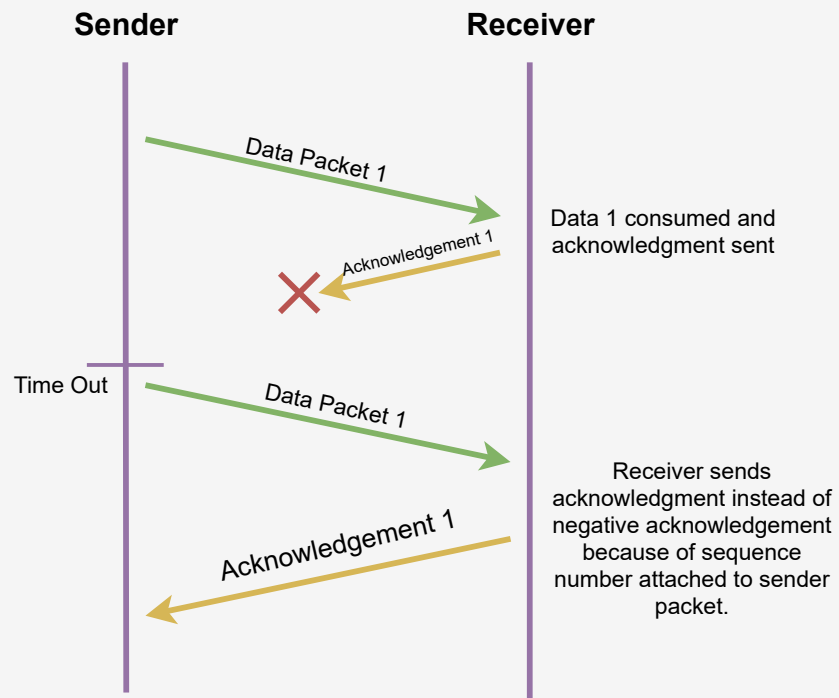 Sender
Receiver
Data Packet 1
Data 1 consumed and
acknowledgment sent
Acknowledgement 1
Time Out
Data Packet 1
Receiver sends
acknowledgment instead of
negative acknowledgement
because of sequence
number attached to sender
packet.
Acknowledgement 1